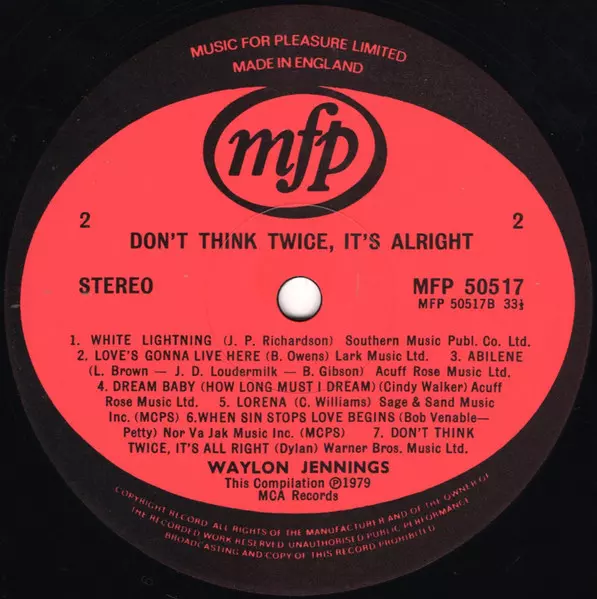 MUSIC FOR PLEASURE LIMITED
MADE IN ENGLAND
mfp
2
2
DON'T THINK TWICE, IT'S ALRIGHT
STEREO
MFP 50517
MFP 50517B 33⅓
1. WHITE LIGHTNING (J. P. Richardson) Southern Music Publ. Co. Ltd.
2. LOVE'S GONNA LIVE HERE (B. Owens) Lark Music Ltd. 3. ABILENE
(L. Brown — J. D. Loudermilk — B. Gibson) Acuff Rose Music Ltd.
4. DREAM BABY (HOW LONG MUST I DREAM) (Cindy Walker) Acuff
Rose Music Ltd. 5. LORENA (C. Williams) Sage & Sand Music
Inc. (MCPS) 6. WHEN SIN STOPS LOVE BEGINS (Bob Venable—
Petty) Nor Va Jak Music Inc. (MCPS) 7. DON'T THINK
TWICE, IT'S ALL RIGHT (Dylan) Warner Bros. Music Ltd.
WAYLON JENNINGS
This Compilation ℗1979
MCA Records
COPYRIGHT RECORD ALL RIGHTS OF THE MANUFACTURER AND OF THE OWNER OF
THE RECORDED WORK RESERVED UNAUTHORISED PUBLIC PERFORMANCE
BROADCASTING AND COPY OF THIS RECORD PROHIBITED